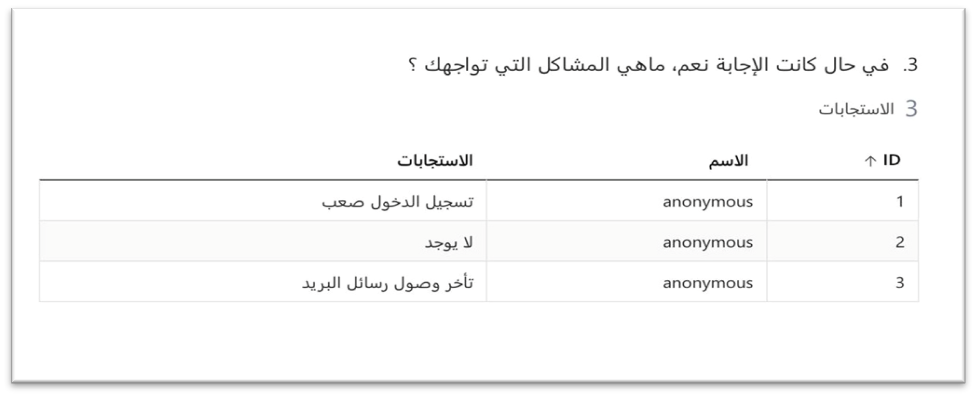 3. في حال كانت الإجابة نعم، ماهي المشاكل التي تواجهك ؟
3 الاستجابات
ID ↑ الاسم الاستجابات
1 anonymous تسجيل الدخول صعب
2 anonymous لا يوجد
3 anonymous تأخر وصول رسائل البريد